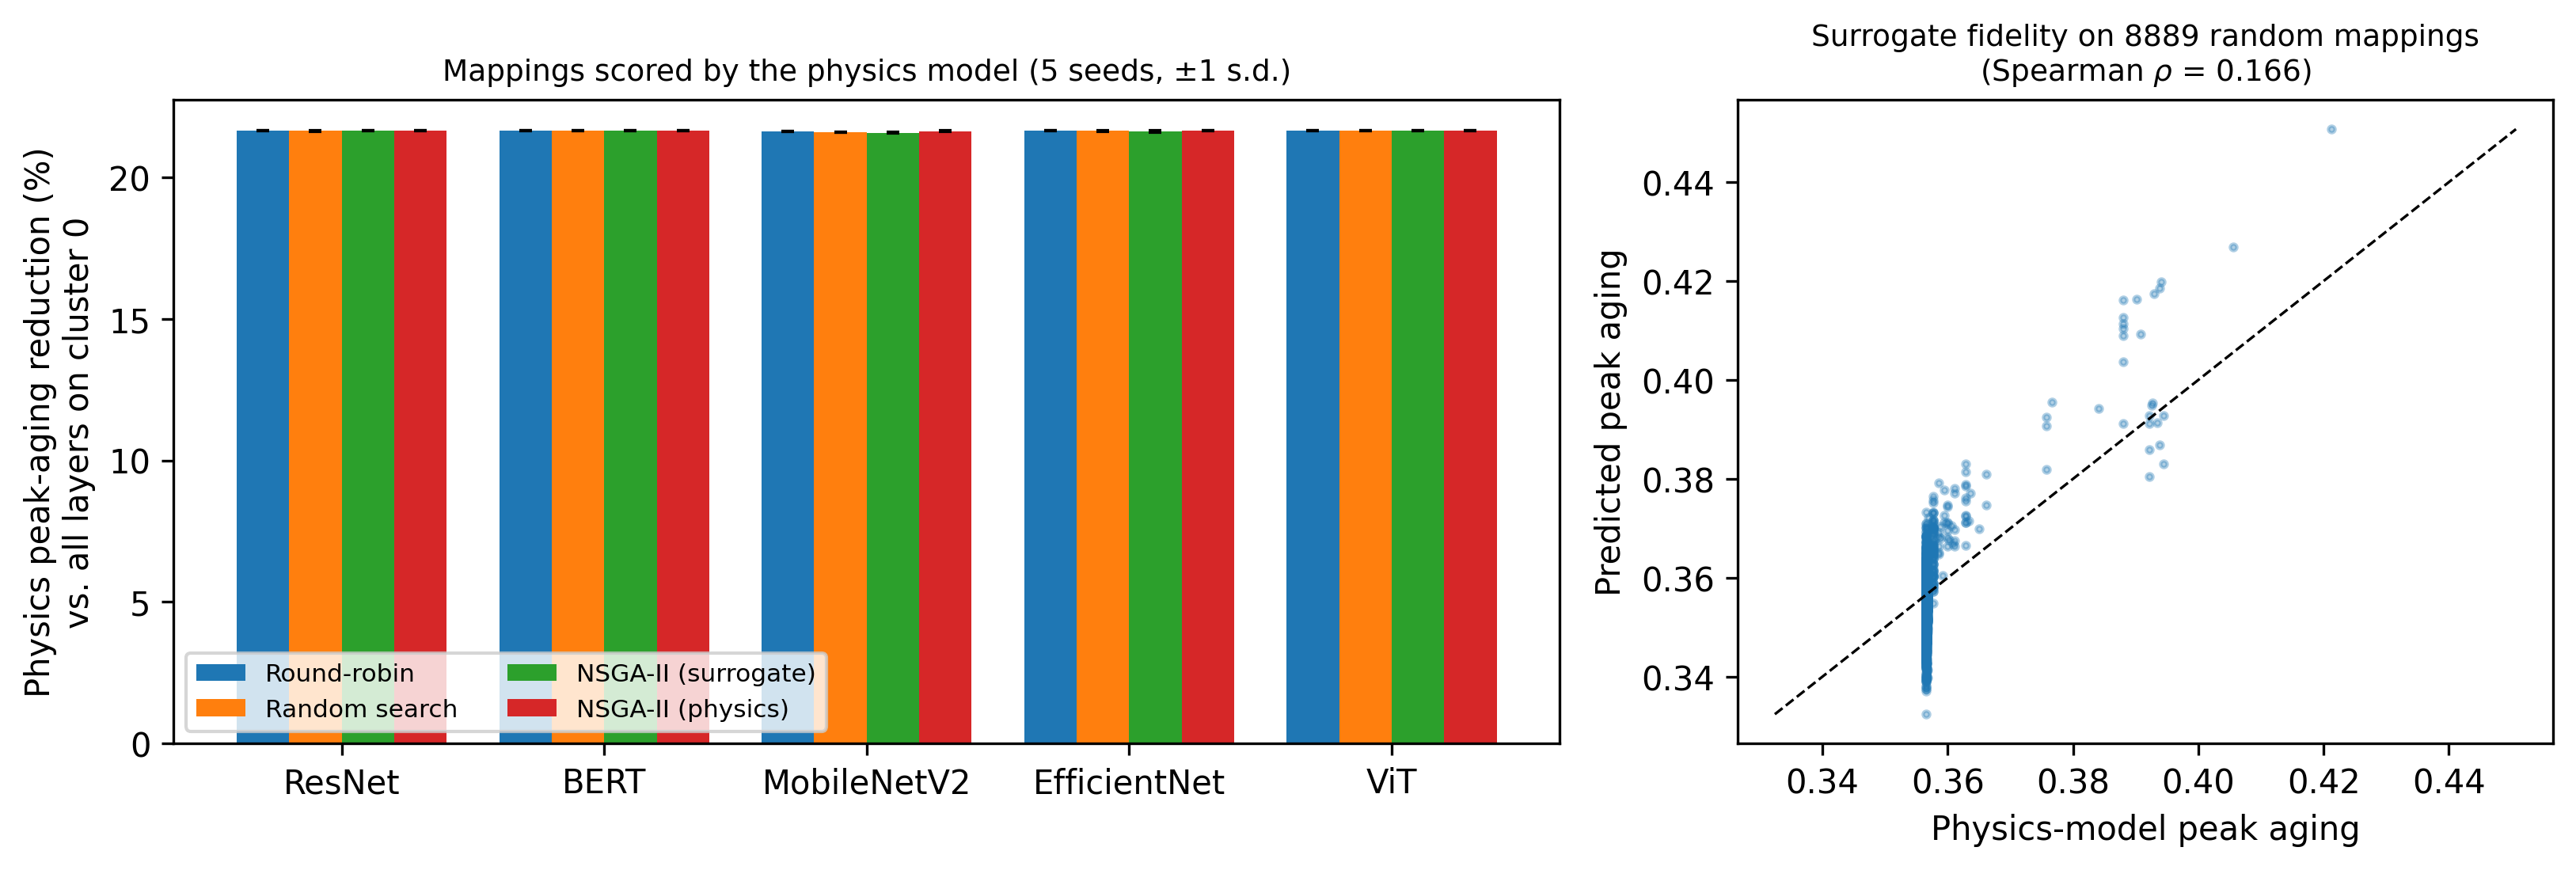 Mappings scored by the physics model (5 seeds, ±1 s.d.)
Physics peak-aging reduction (%)
vs. all layers on cluster 0
20
15
10
5
0
Round-robin
Random search
NSGA-II (surrogate)
NSGA-II (physics)
ResNet
BERT
MobileNetV2
EfficientNet
ViT
Surrogate fidelity on 8889 random mappings
(Spearman ρ = 0.166)
Predicted peak aging
0.44
0.42
0.40
0.38
0.36
0.34
0.34
0.36
0.38
0.40
0.42
0.44
Physics-model peak aging